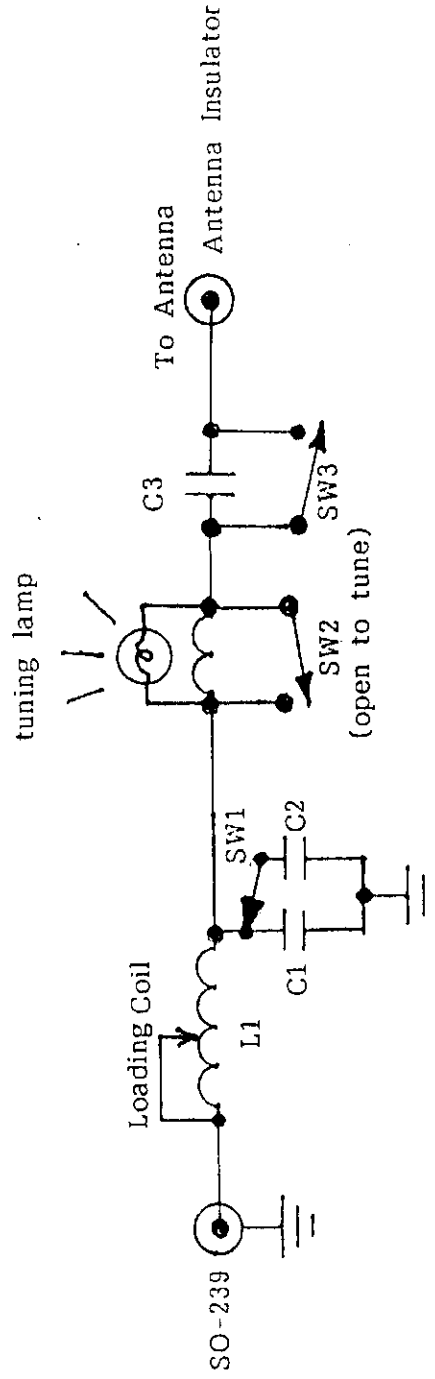 SO-239
Loading Coil
L1
SW1
C1
C2
tuning lamp
SW2
(open to tune)
C3
SW3
To Antenna
Antenna Insulator